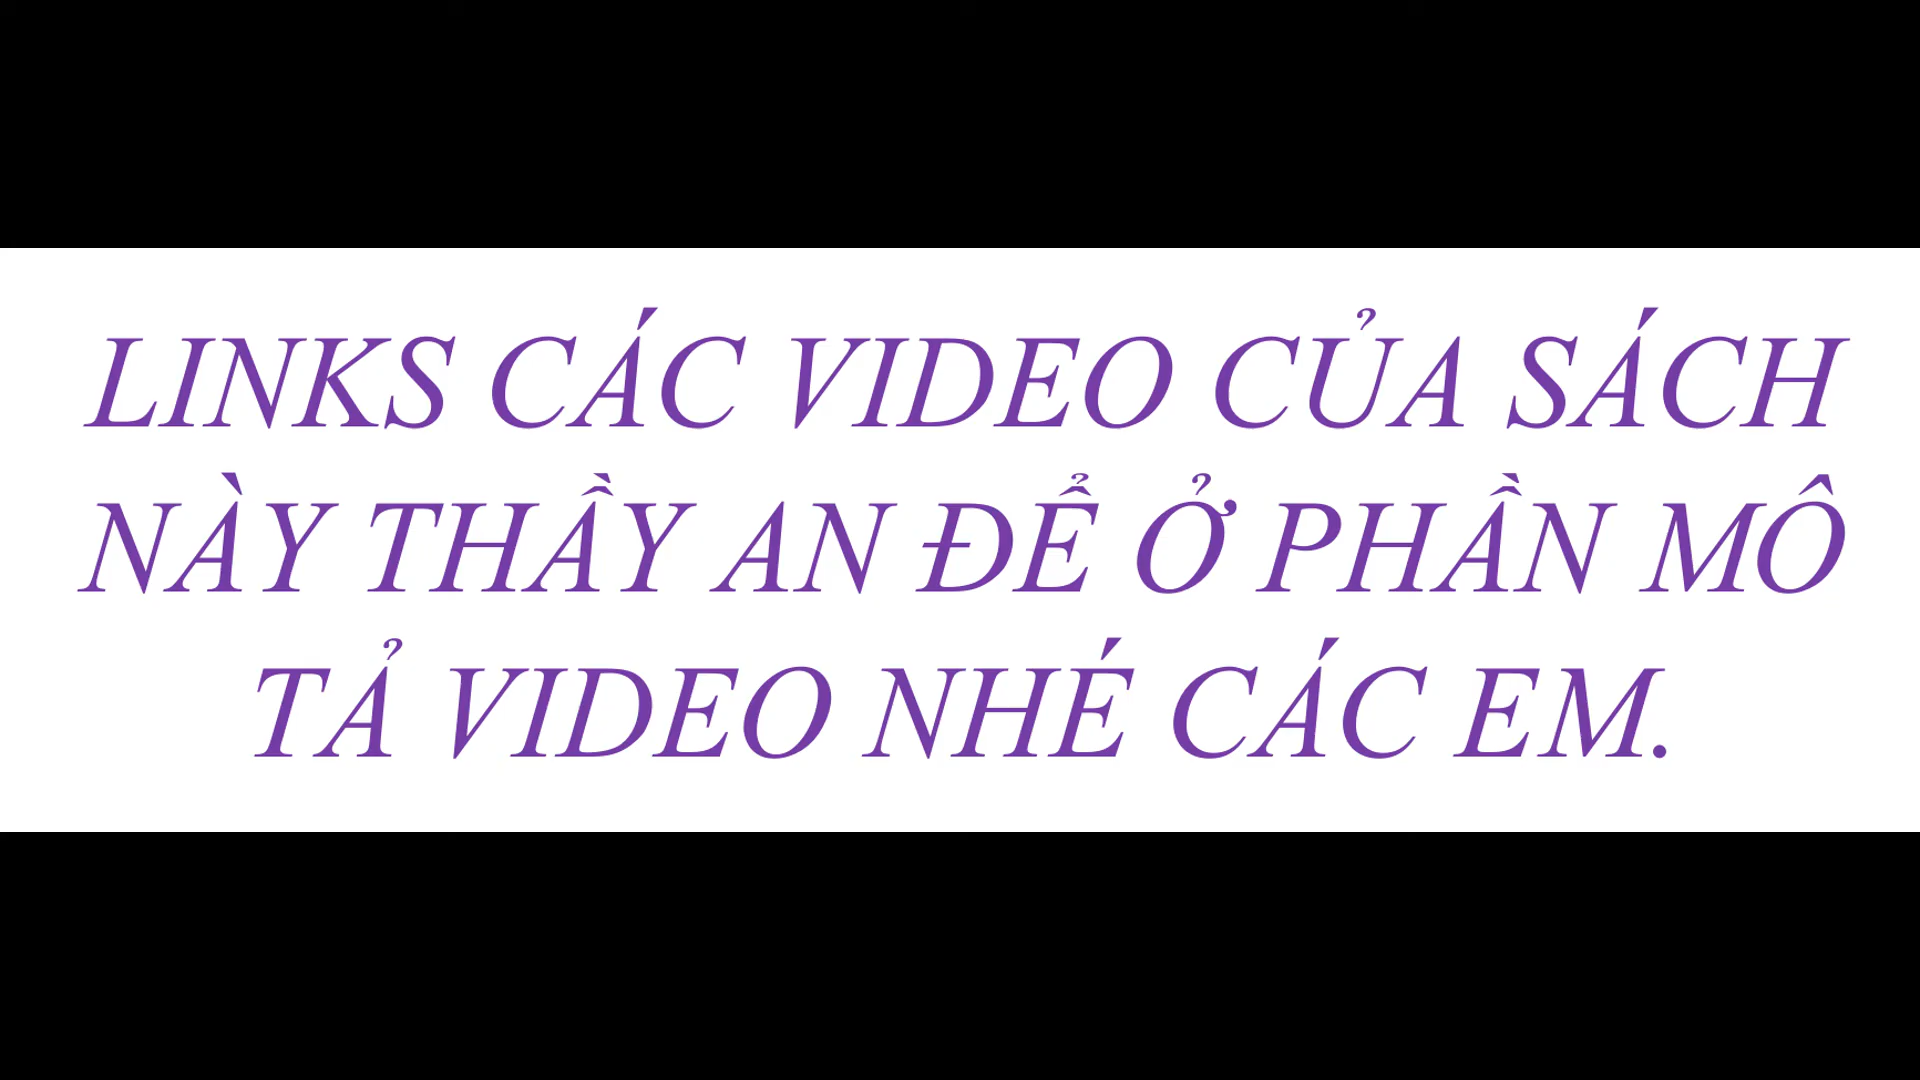 LINKS CÁC VIDEO CỦA SÁCH
NÀY THẦY AN ĐỂ Ở PHẦN MÔ
TẢ VIDEO NHÉ CÁC EM.